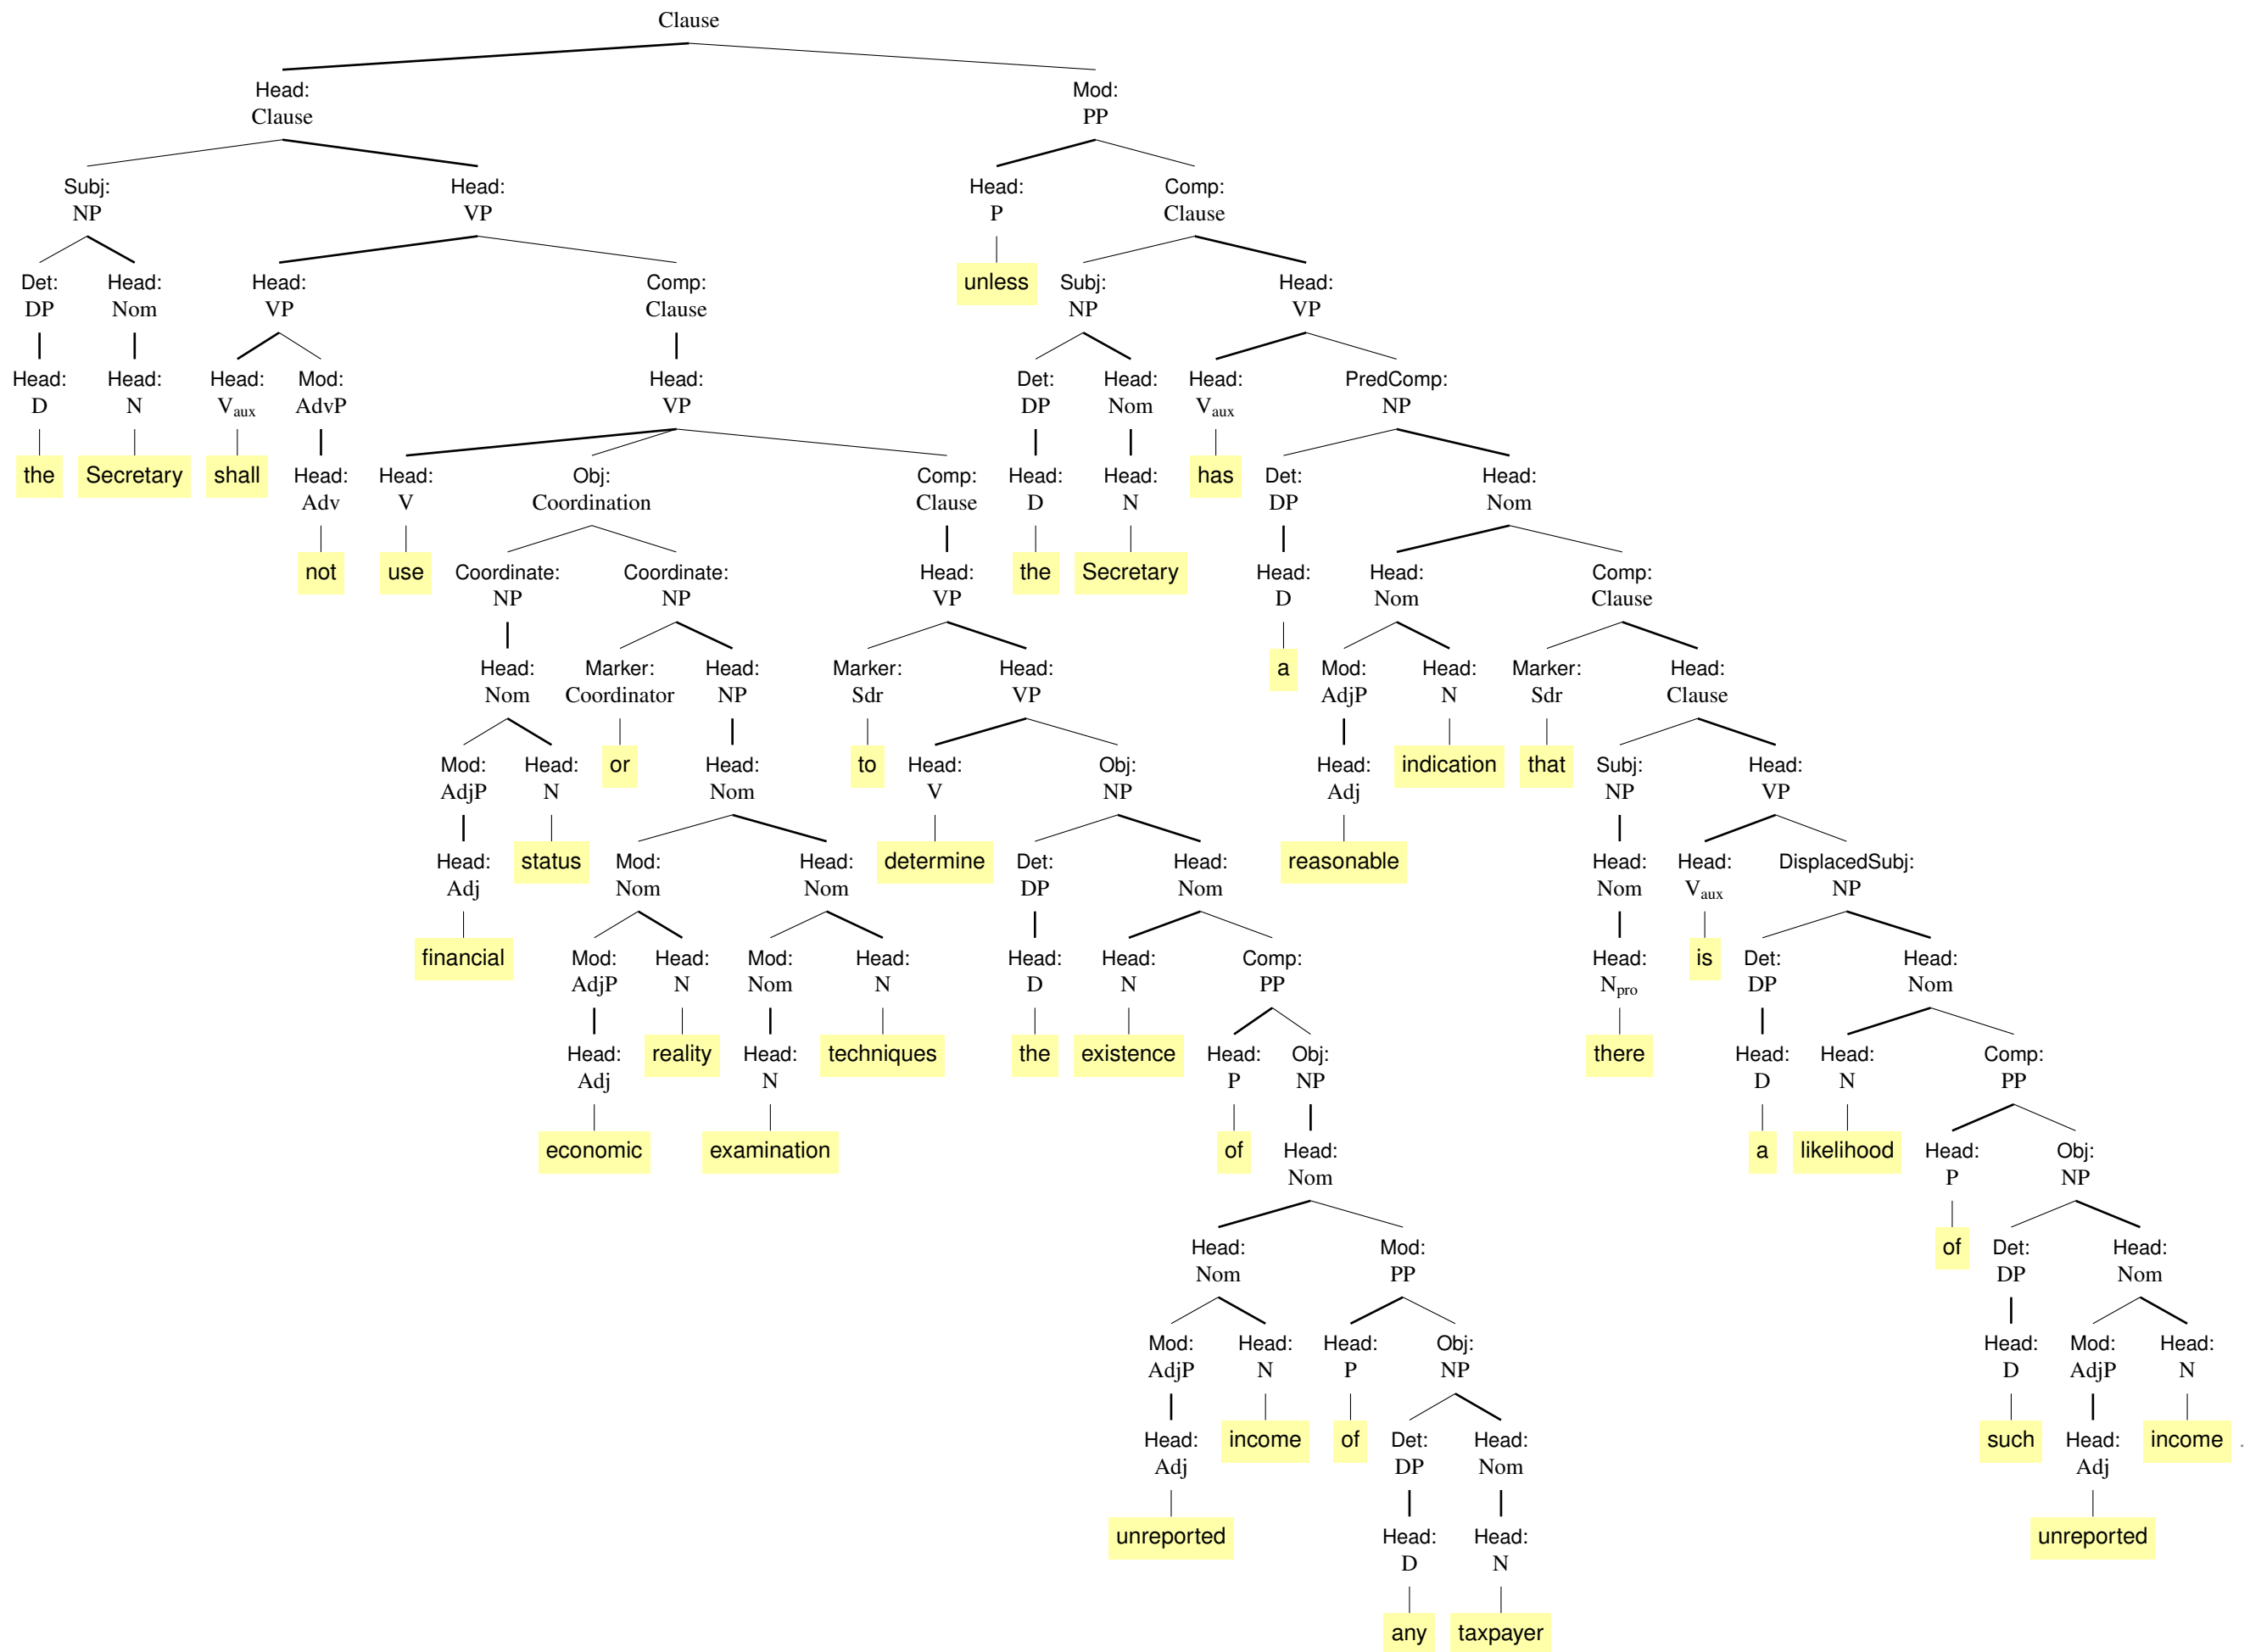 Clause
Head: Mod:
Clause PP
Subj: Head: Head: Comp:
NP VP P Clause
Det: Head: Head: Comp: unless Subj: Head:
DP Nom VP Clause NP VP
Head: Head: Head: Mod: Head: Det: Head: Head: PredComp:
D N Vaux AdvP VP DP Nom Vaux NP
the Secretary shall Head: Head: Obj: Comp: Head: Head: has Det: Head:
Adv V Coordination Clause D N DP Nom
not use Coordinate: Coordinate: Head: the Secretary Head: Head: Comp:
NP NP VP D Nom Clause
Head: Marker: Head: Marker: Head: a Mod: Head: Marker: Head:
Nom Coordinator NP Sdr VP AdjP N Sdr Clause
Mod: Head: or Head: to Head: Obj: Head: indication that Subj: Head:
AdjP N Nom V NP Adj NP VP
Head: status Mod: Head: determine Det: Head: reasonable Head: Head: DisplacedSubj:
Adj Nom Nom DP Nom Nom Vaux NP
financial Mod: Head: Mod: Head: Head: Head: Comp: Head: is Det: Head:
AdjP N Nom N D N PP Npro DP Nom
Head: reality Head: techniques the existence Head: Obj: there Head: Head: Comp:
Adj N P NP D N PP
economic examination of Head: a likelihood Head: Obj:
Nom P NP
Head: Mod: of Det: Head:
Nom PP DP Nom
Mod: Head: Head: Obj: Head: Mod: Head:
AdjP N P NP D AdjP N
Head: income of Det: Head: such Head: income .
Adj DP Nom Adj
unreported Head: Head: unreported
D N
any taxpayer